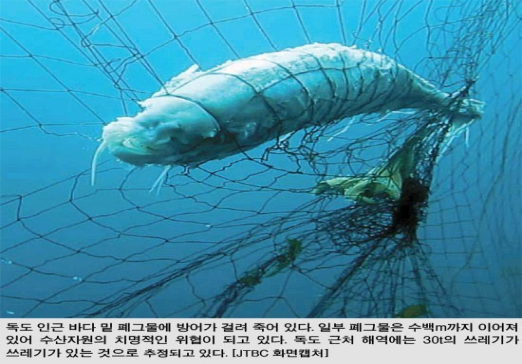 독도 인근 바다 밑 폐그물에 방어가 걸려 죽어 있다. 일부 폐그물은 수백m까지 이어져
있어 수산자원의 치명적인 위협이 되고 있다. 독도 근처 해역에는 30t의 쓰레기가
쓰레기가 있는 것으로 추정되고 있다. [JTBC 화면캡처]